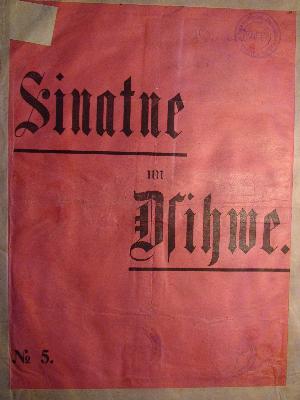 Sinatne
un
Dſihwe.
№ 5.